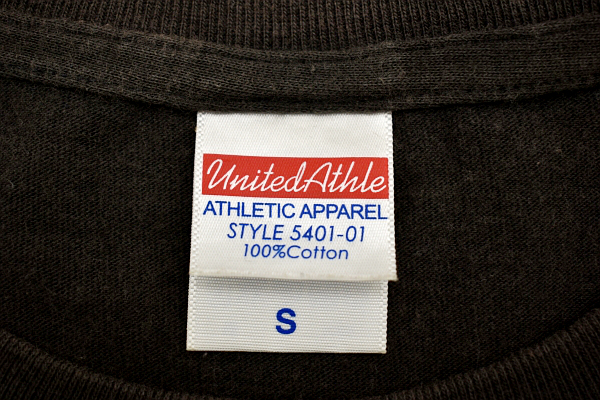 UnitedAthle
ATHLETIC APPAREL
STYLE 5401-01
100%Cotton
S